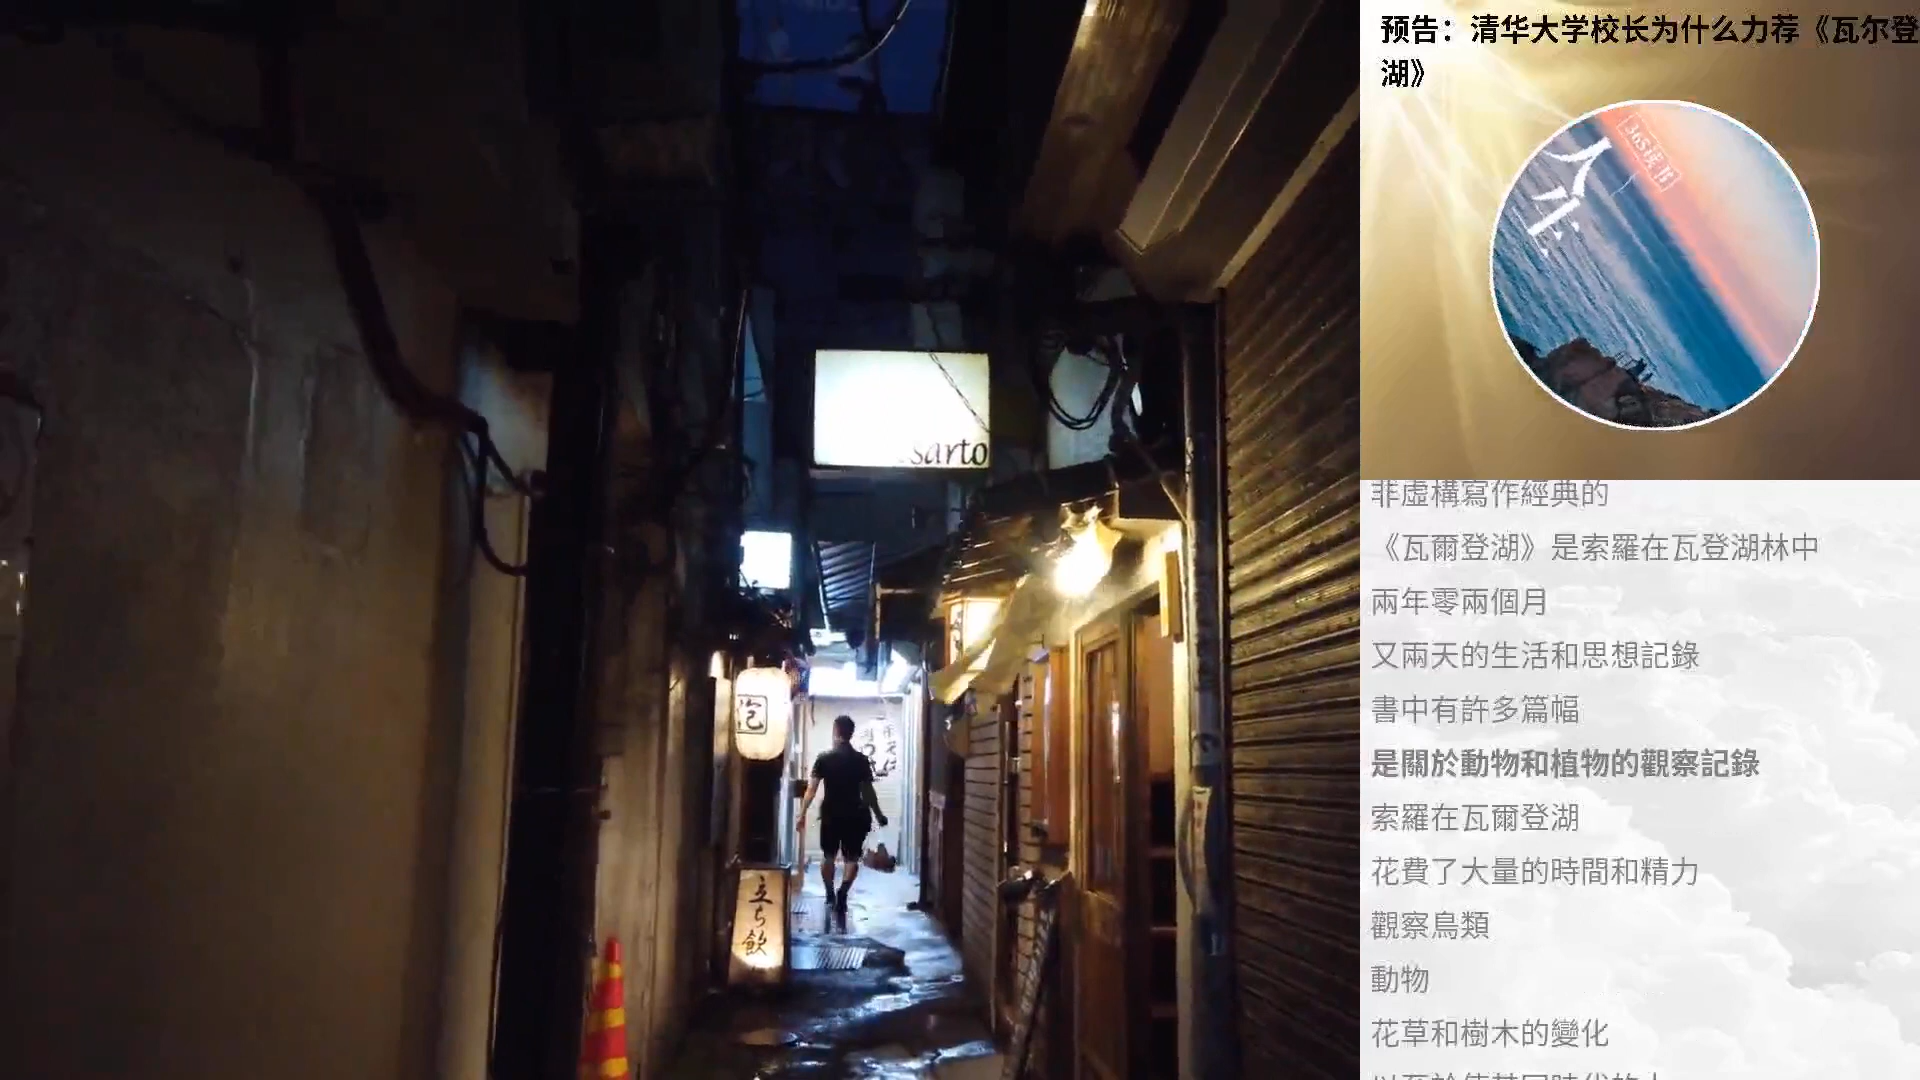 sarto
泡
立ち飲
预告：清华大学校长为什么力荐《瓦尔登
湖》
365读书
人生
非虛構寫作經典的
《瓦爾登湖》是索羅在瓦登湖林中
兩年零兩個月
又兩天的生活和思想記錄
書中有許多篇幅
是關於動物和植物的觀察記錄
索羅在瓦爾登湖
花費了大量的時間和精力
觀察鳥類
動物
花草和樹木的變化